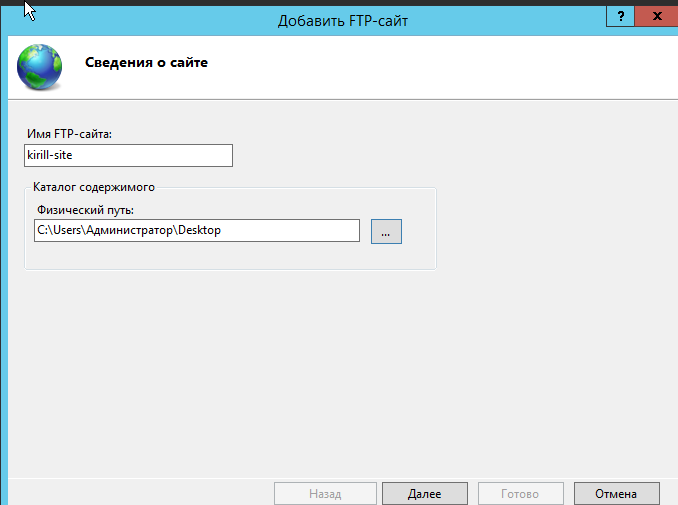 Добавить FTP-сайт
?
x
Сведения о сайте
Имя FTP-сайта:
kirill-site
Каталог содержимого
Физический путь:
C:\Users\Администратор\Desktop
...
Назад
Далее
Готово
Отмена